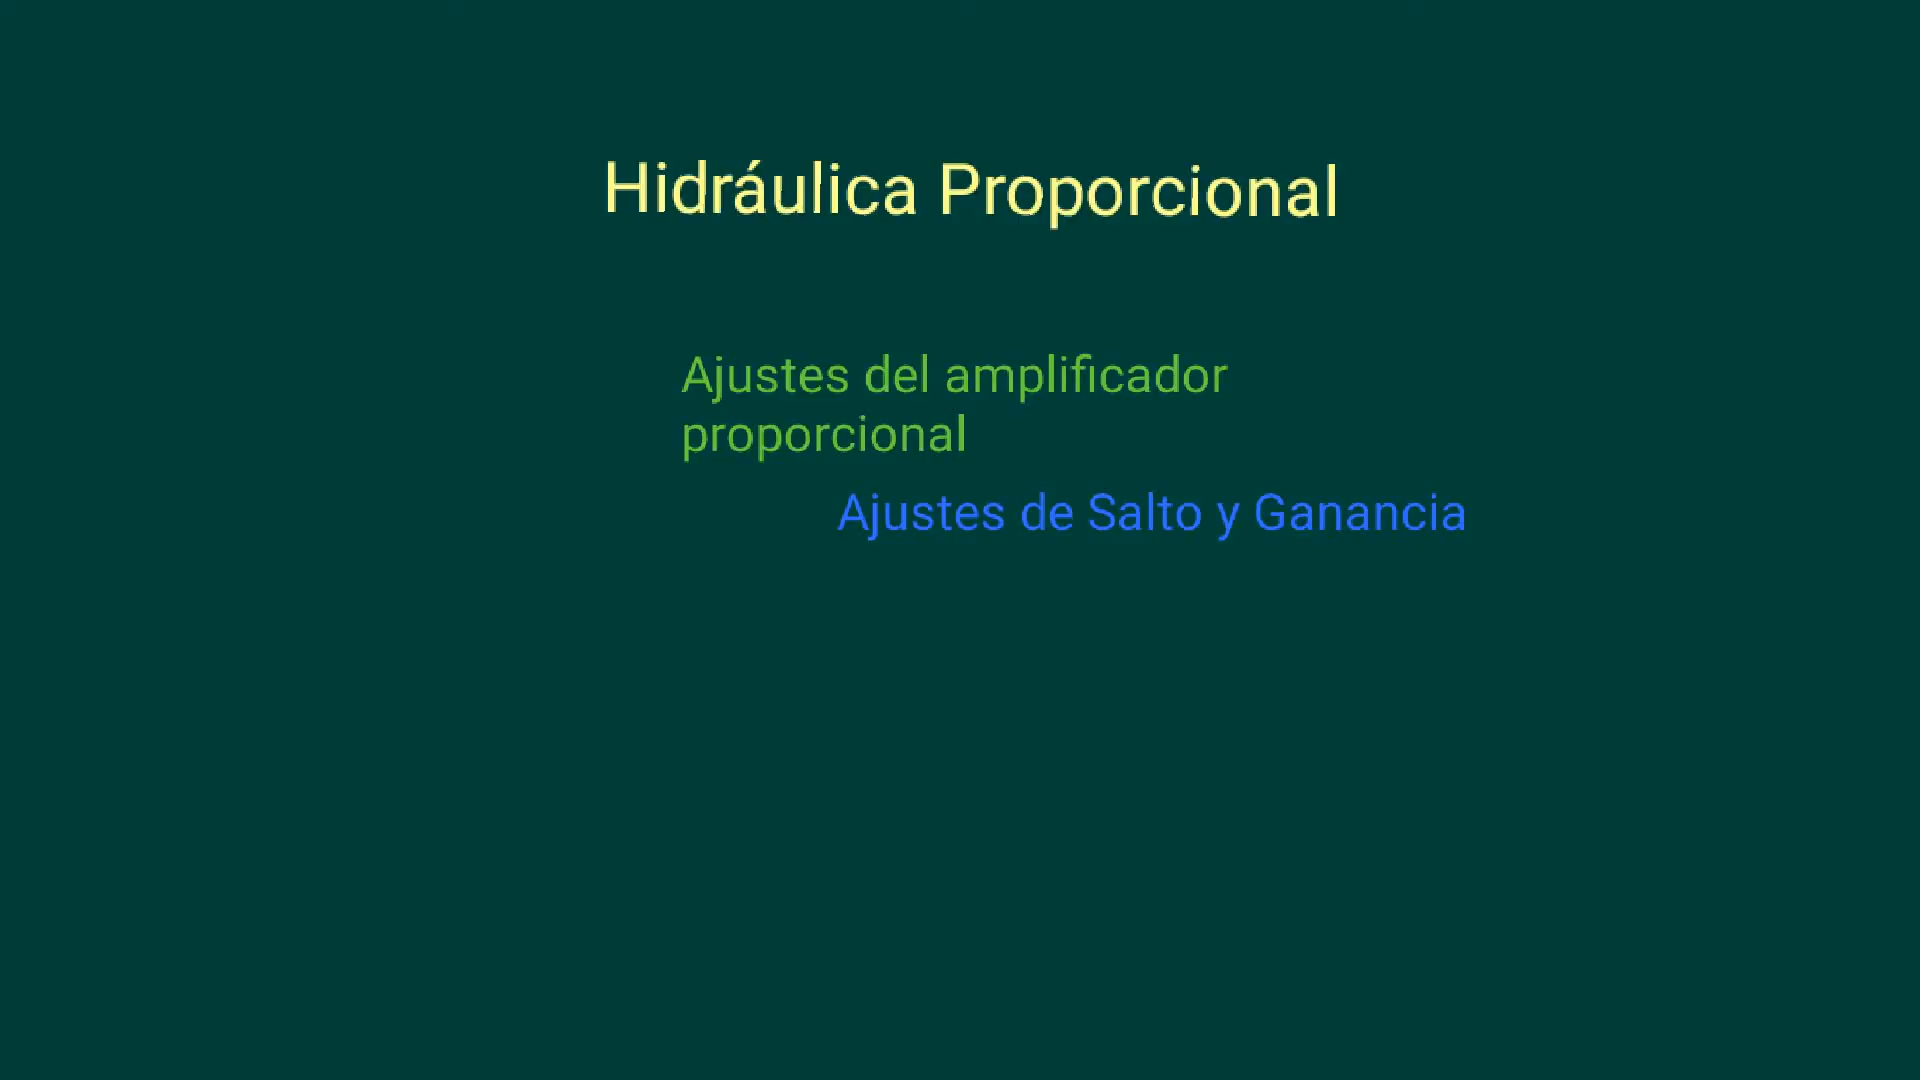 Hidráulica Proporcional
Ajustes del amplificador
proporcional
Ajustes de Salto y Ganancia